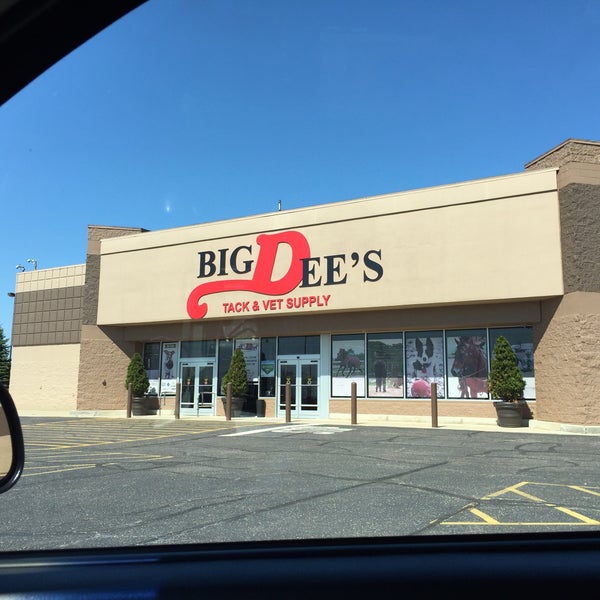 BIG DEE'S
TACK & VET SUPPLY